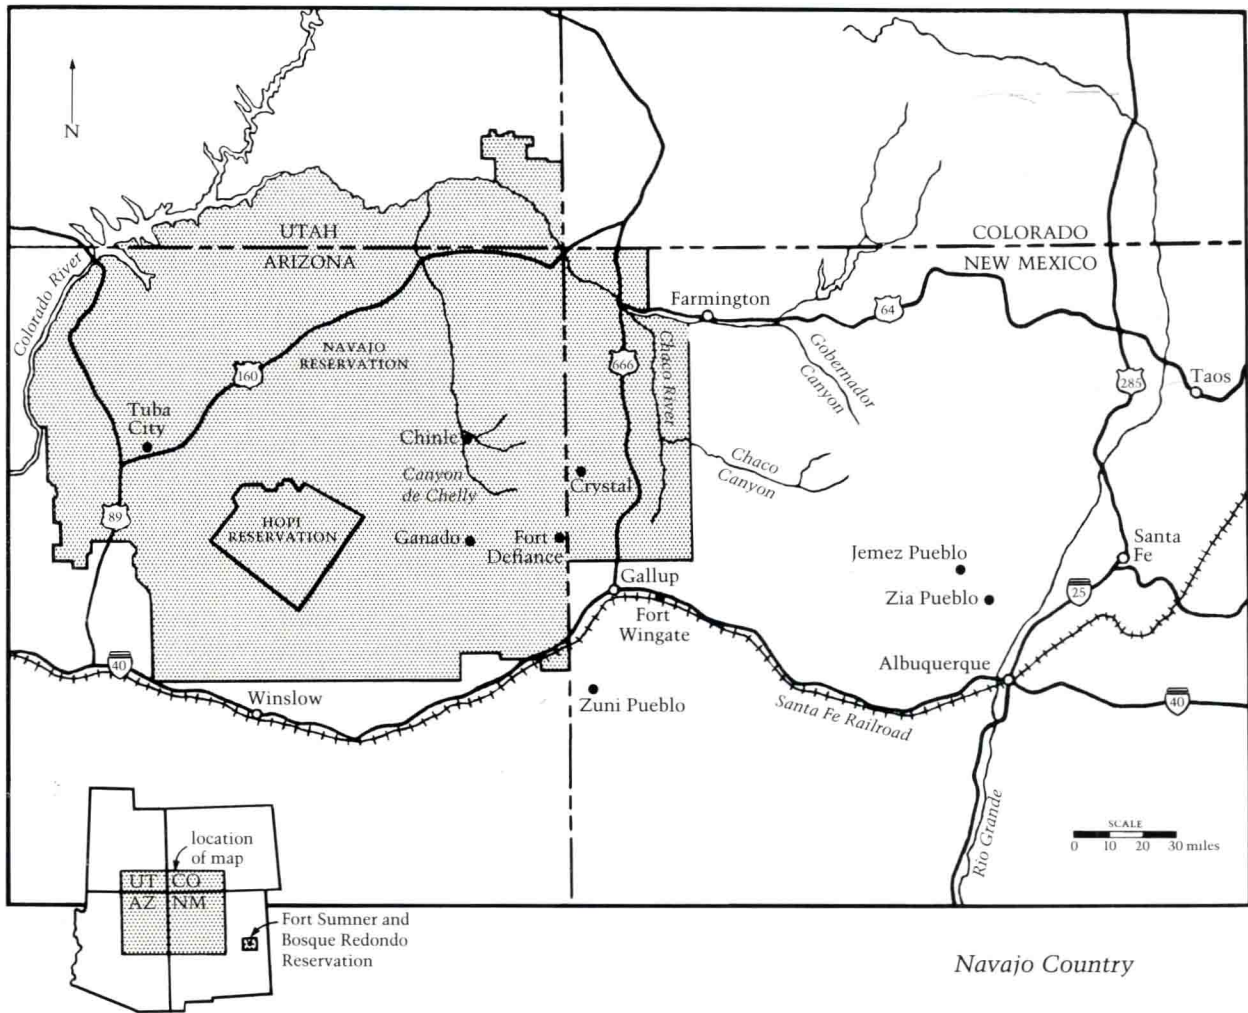 N
UTAH
ARIZONA
COLORADO
NEW MEXICO
Colorado River
Farmington
64
NAVAJO
RESERVATION
160
666
Chaco River
Gobernador
Canyon
285
Taos
Tuba
City
Chinle
Canyon
de Chelly
Crystal
Chaco
Canyon
89
HOPI
RESERVATION
Ganado
Fort
Defiance
Jemez Pueblo
Santa
Fe
Gallup
Zia Pueblo
25
Fort
Wingate
40
Albuquerque
Winslow
Zuni Pueblo
Santa Fe Railroad
40
Rio Grande
SCALE
0 10 20 30 miles
location
of map
UT CO
AZ NM
Fort Sumner and
Bosque Redondo
Reservation
Navajo Country